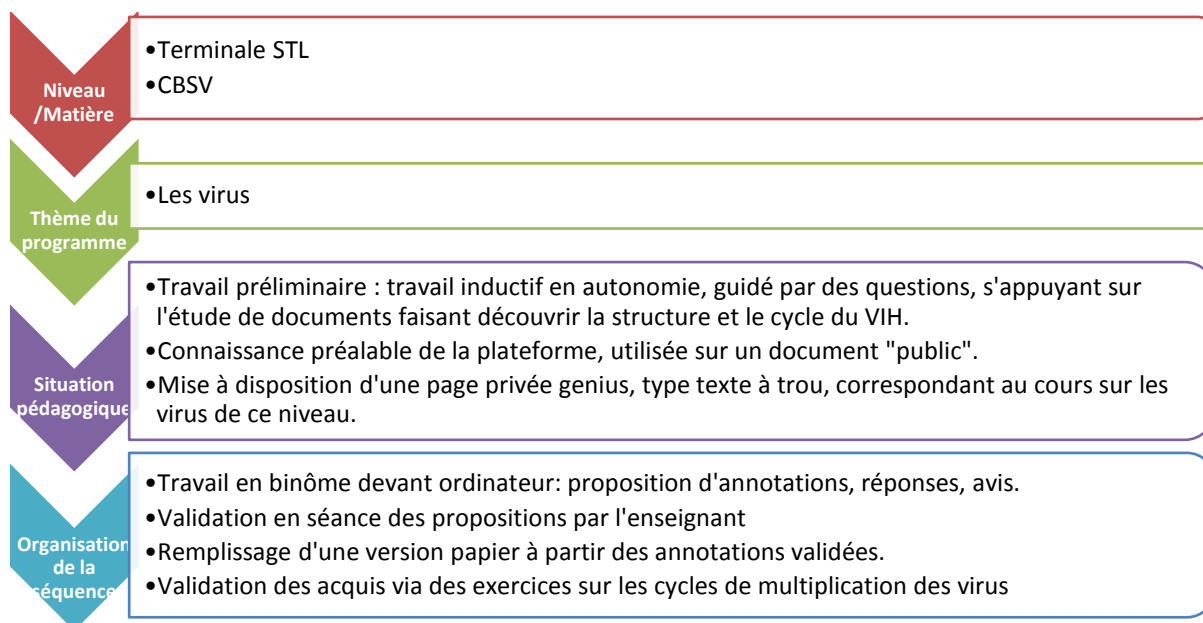 Niveau
/Matière
•Terminale STL
•CBSV
Thème du
programme
•Les virus
Situation
pédagogique
•Travail préliminaire : travail inductif en autonomie, guidé par des questions, s'appuyant sur
l'étude de documents faisant découvrir la structure et le cycle du VIH.
•Connaissance préalable de la plateforme, utilisée sur un document "public".
•Mise à disposition d'une page privée genius, type texte à trou, correspondant au cours sur les
virus de ce niveau.
Organisation
de la
séquence
•Travail en binôme devant ordinateur: proposition d'annotations, réponses, avis.
•Validation en séance des propositions par l'enseignant
•Remplissage d'une version papier à partir des annotations validées.
•Validation des acquis via des exercices sur les cycles de multiplication des virus